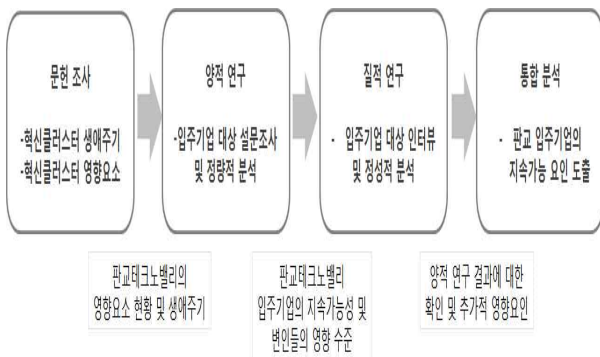 문헌 조사
-혁신클러스터 생애주기
-혁신클러스터 영향요소
양적 연구
-입주기업 대상 설문조사
및 정량적 분석
질적 연구
- 입주기업 대상 인터뷰
및 정성적 분석
통합 분석
- 판교 입주기업의
지속가능 요인 도출
판교테크노밸리의
영향요소 현황 및 생애주기
판교테크노밸리
입주기업의 지속가능성 및
변인들의 영향 수준
양적 연구 결과에 대한
확인 및 추가적 영향요인